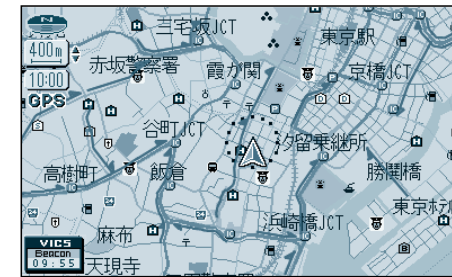 N
三宅坂JCT
東京駅
400m
赤坂警察署
霞が関
京橋JCT
10:00
GPS
谷町JCT
汐留乗継所
高樹町
飯倉
勝鬨橋
東京
浜崎橋JCT
麻布
VICS
Beacon
09:55
天現寺